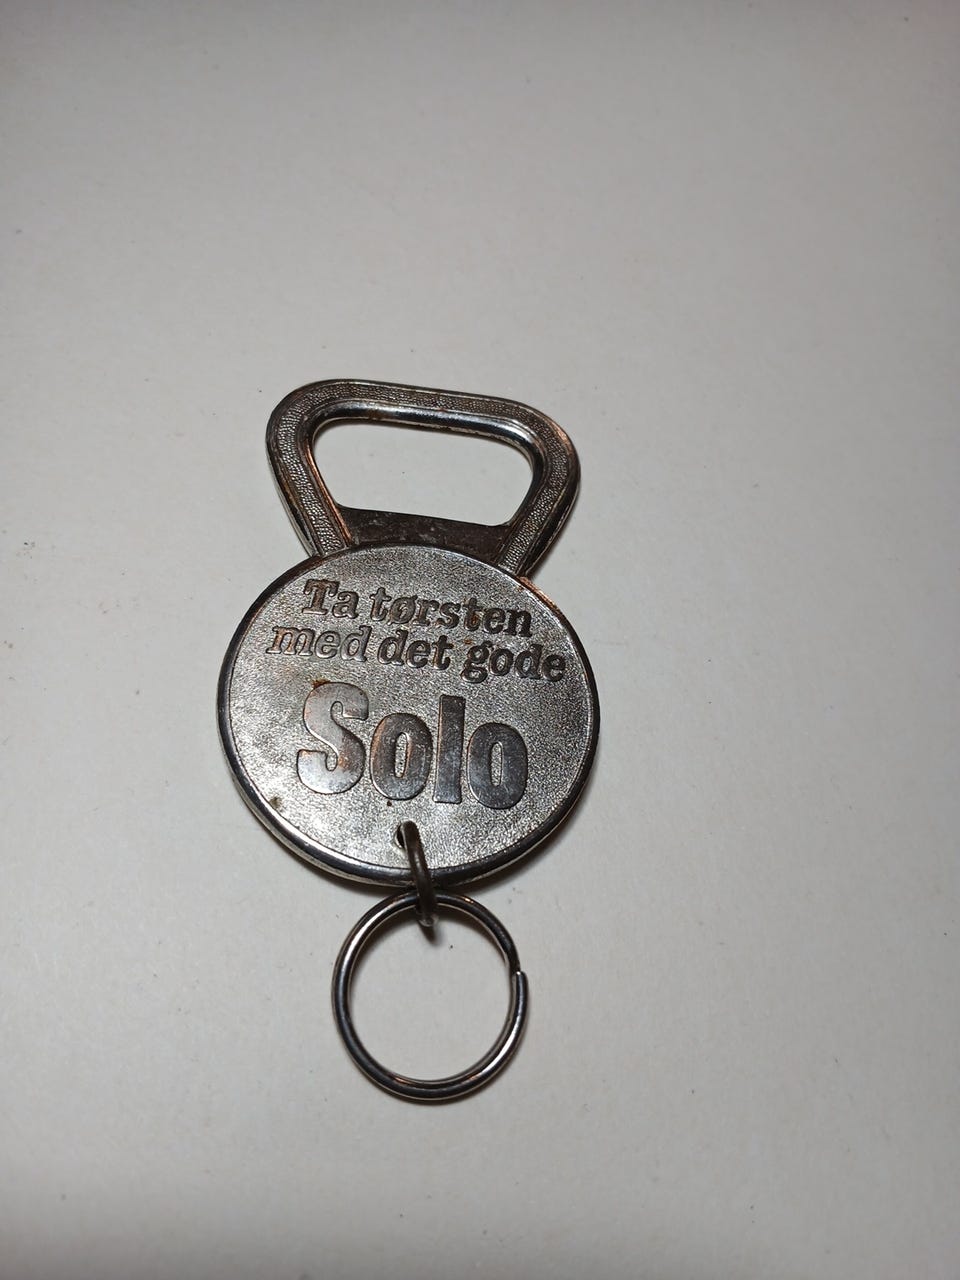 Ta tørsten
med det gode
Solo